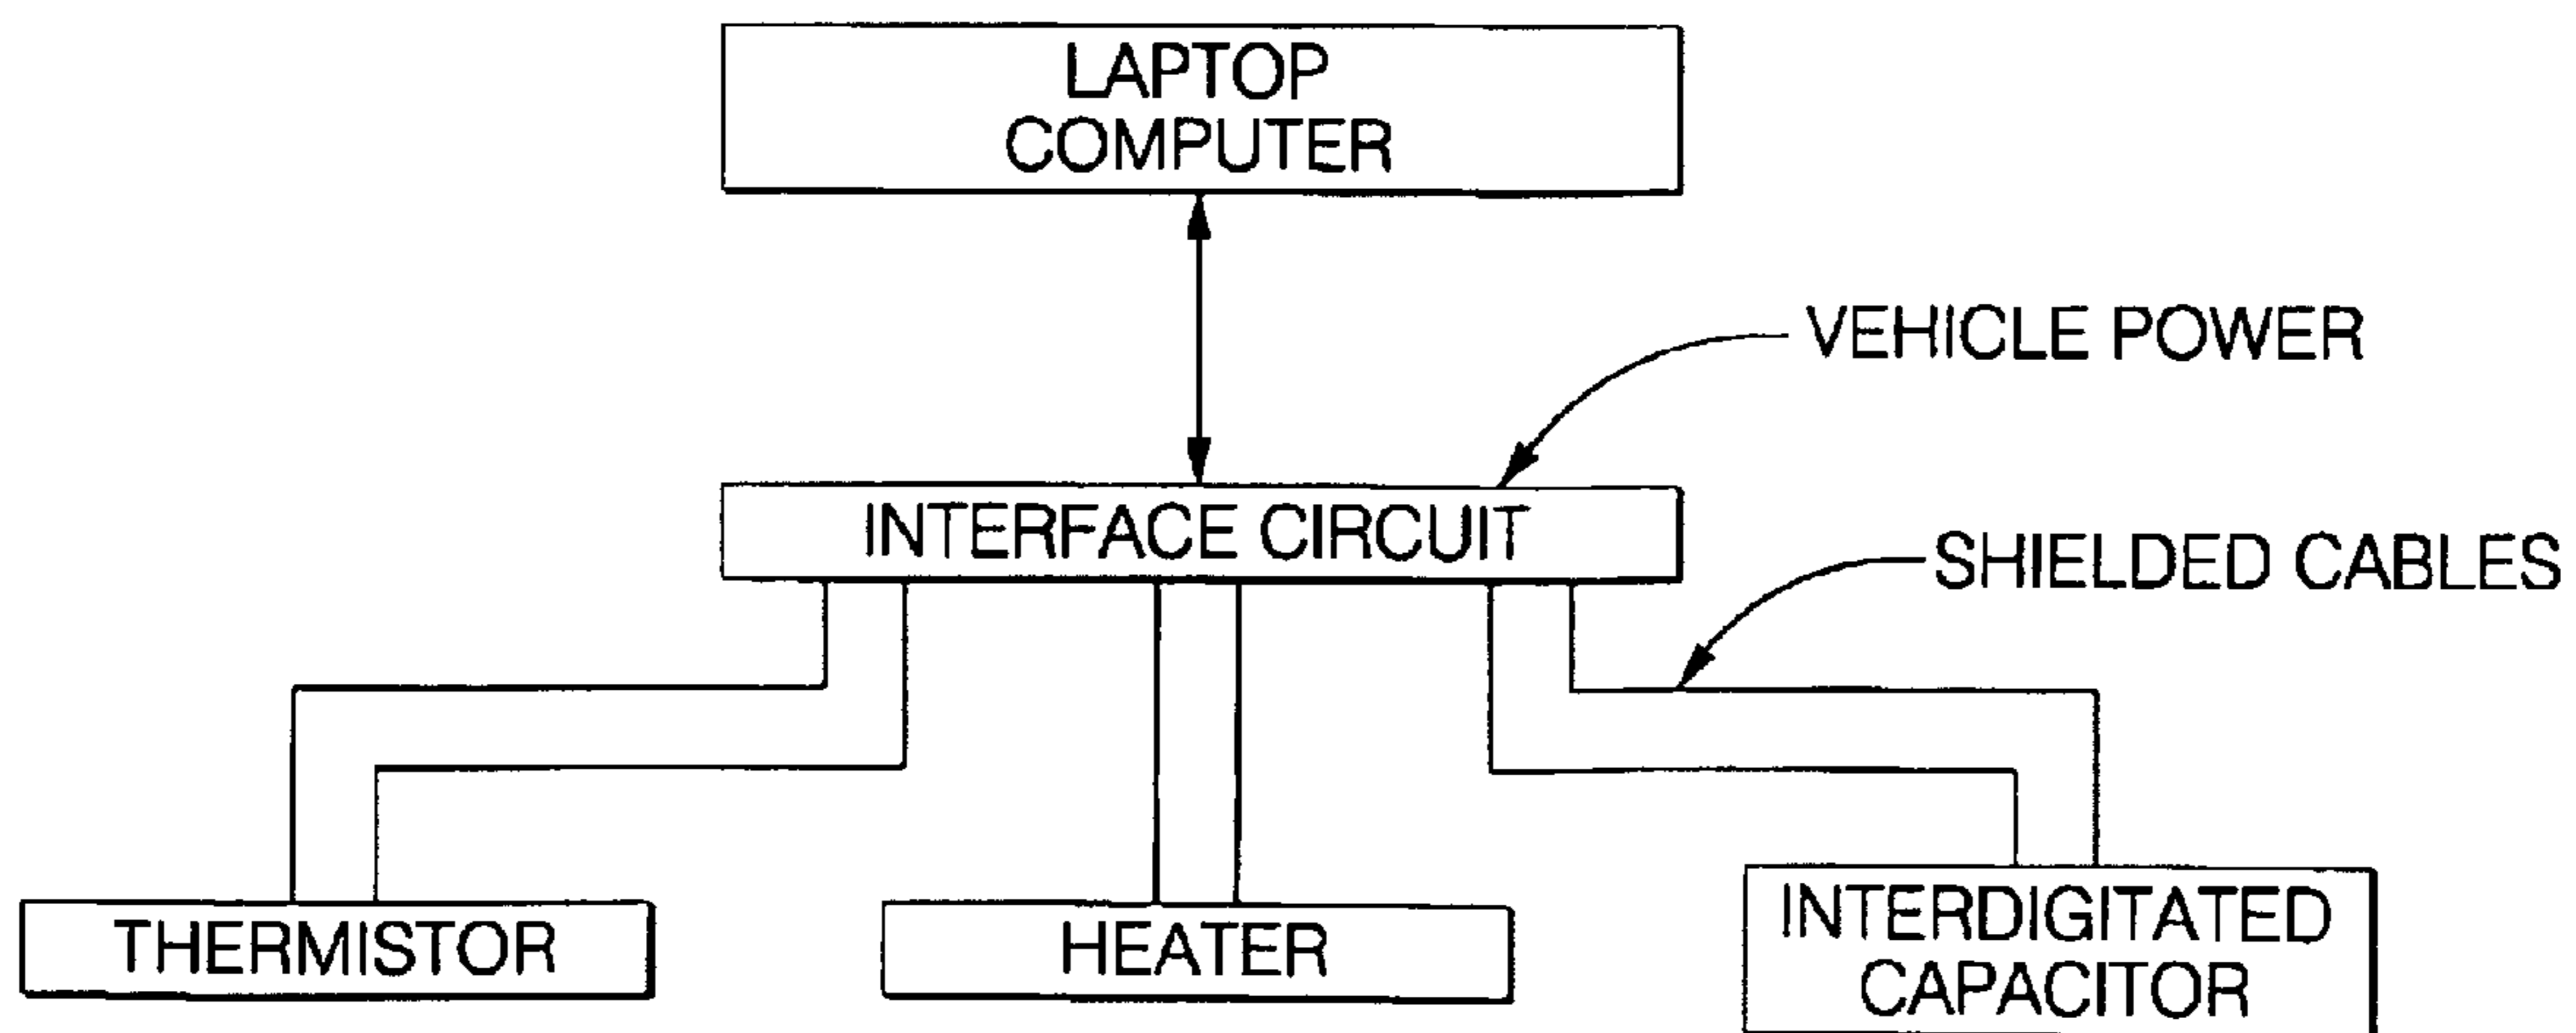 LAPTOP
COMPUTER
VEHICLE POWER
INTERFACE CIRCUIT
SHIELDED CABLES
THERMISTOR
HEATER
INTERDIGITATED
CAPACITOR